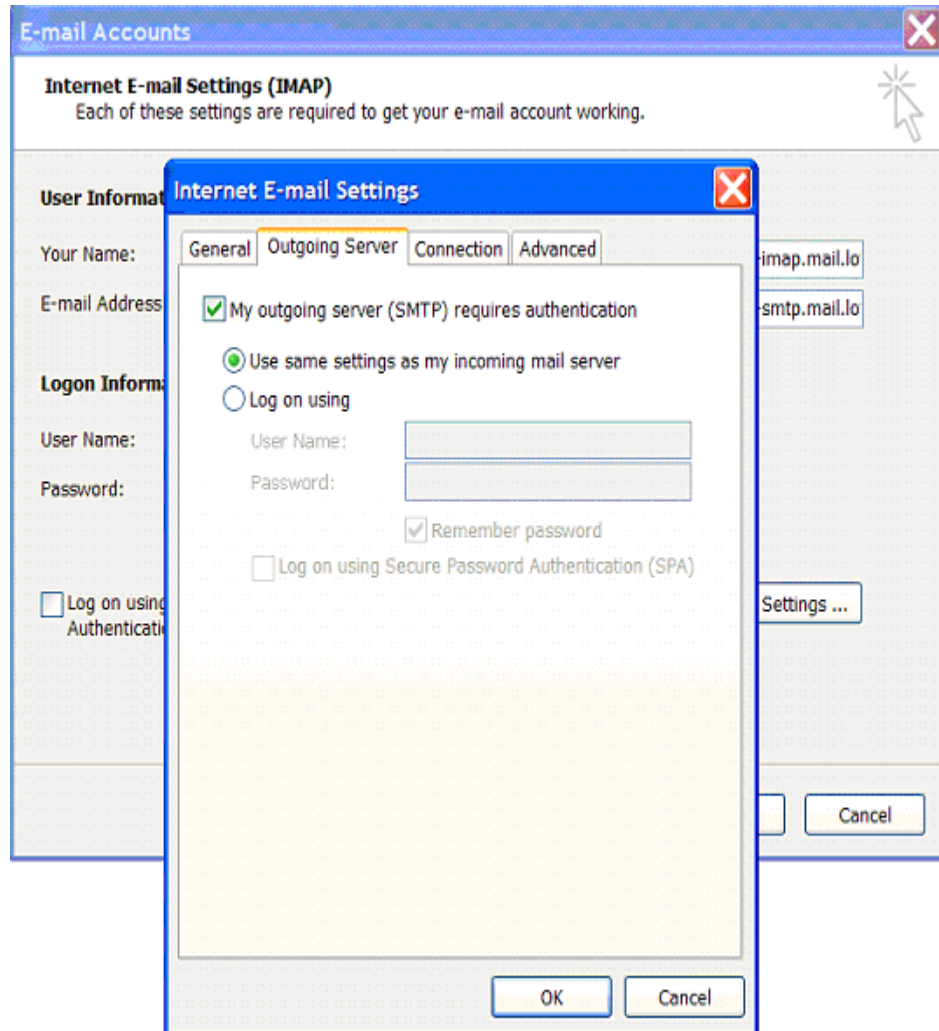 E-mail Accounts
Internet E-mail Settings (IMAP)
Each of these settings are required to get your e-mail account working.
User Informat
Your Name:
-imap.mail.lo
E-mail Address
-smtp.mail.lo
Logon Informa
User Name:
Password:
Log on using
Authenticati
Settings ...
Cancel
Internet E-mail Settings
General
Outgoing Server
Connection
Advanced
My outgoing server (SMTP) requires authentication
Use same settings as my incoming mail server
Log on using
User Name:
Password:
Remember password
Log on using Secure Password Authentication (SPA)
OK
Cancel